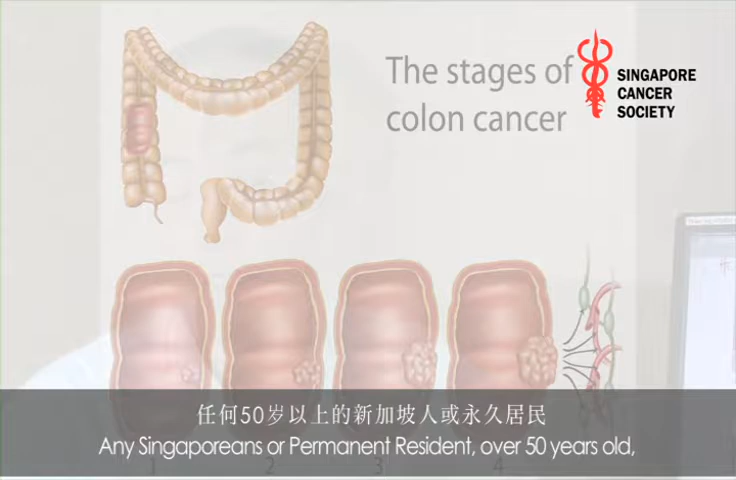 The stages of
colon cancer
SINGAPORE
CANCER
SOCIETY
任何50岁以上的新加坡人或永久居民
Any Singaporeans or Permanent Resident, over 50 years old,
1 2 3 4